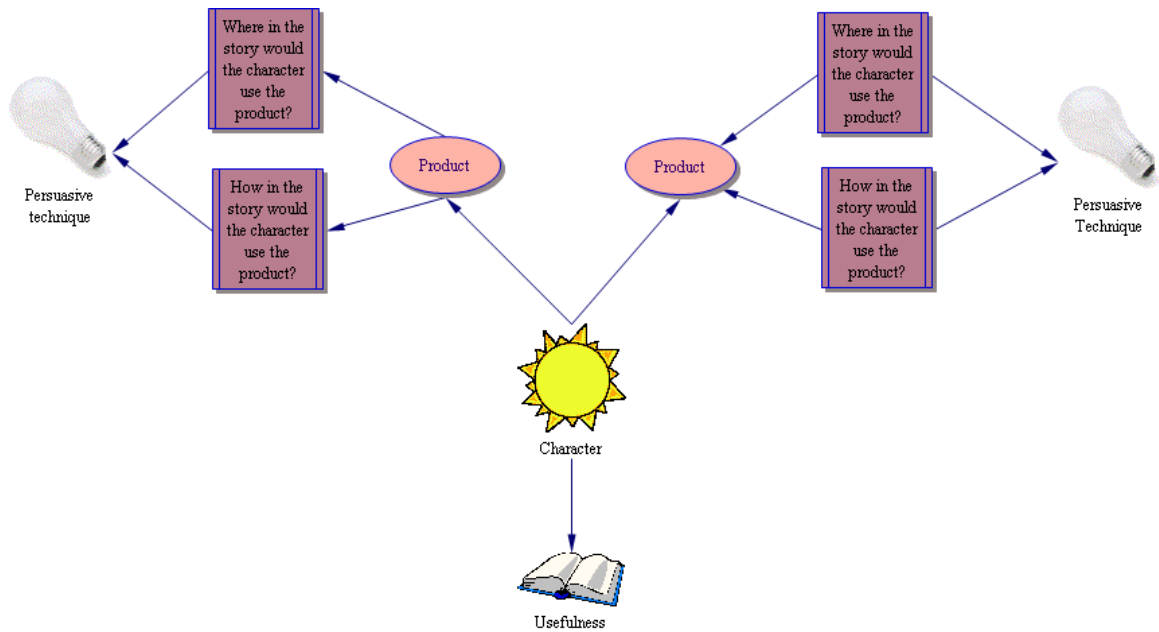 Where in the
story would
the character
use the
product?
Where in the
story would
the character
use the
product?
Product
Product
Persuasive
technique
How in the
story would
the character
use the
product?
How in the
story would
the character
use the
product?
Persuasive
Technique
Character
Usefulness